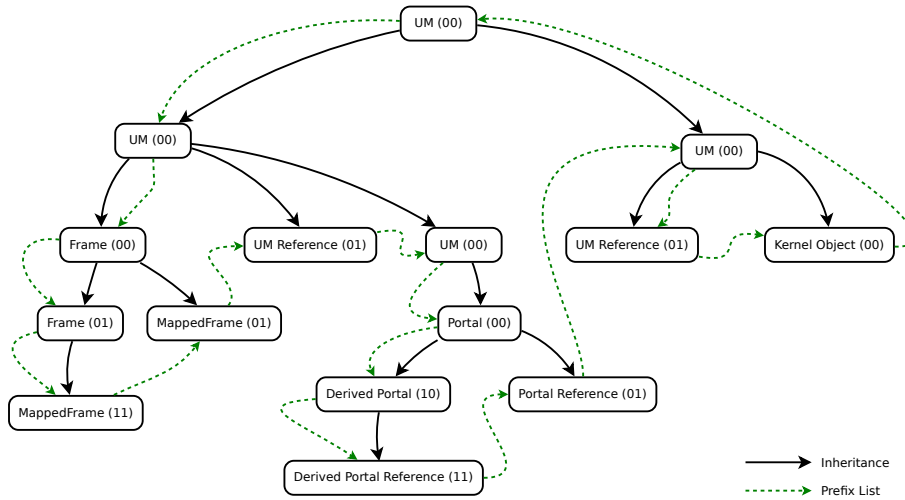 UM (00)
UM (00)
UM (00)
Frame (00)
UM Reference (01)
UM (00)
UM Reference (01)
Kernel Object (00)
Frame (01)
MappedFrame (01)
Portal (00)
MappedFrame (11)
Derived Portal (10)
Portal Reference (01)
Derived Portal Reference (11)
Inheritance
Prefix List